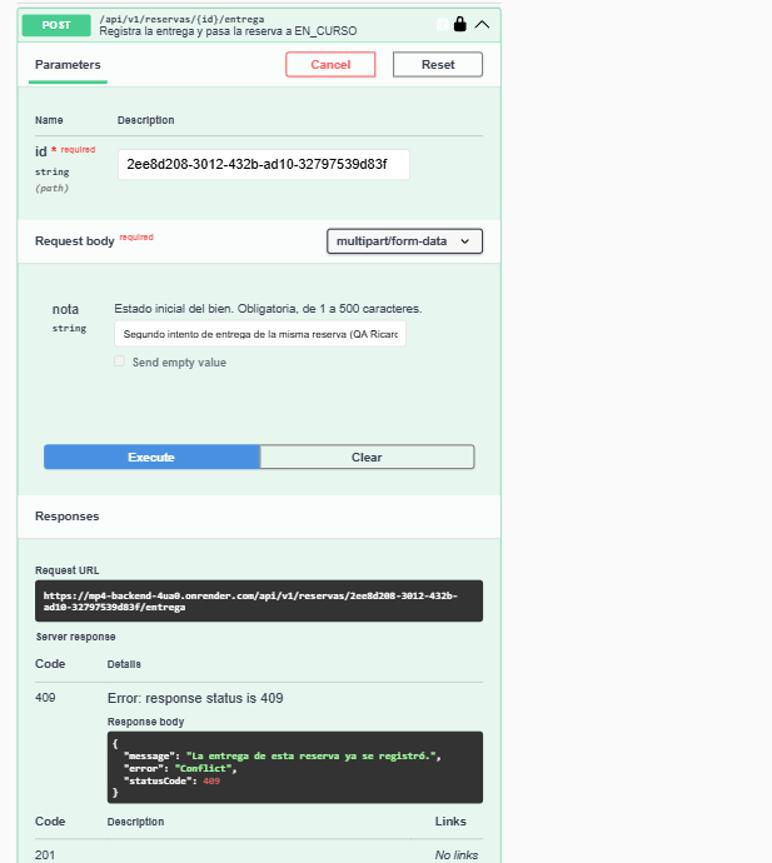 POST /api/v1/reservas/{id}/entrega
Registra la entrega y pasa la reserva a EN_CURSO
Parameters
Cancel
Reset
Name Description
id * required
string
(path)
2ee8d208-3012-432b-ad10-32797539d83f
Request body required
multipart/form-data
nota
string
Estado inicial del bien. Obligatoria, de 1 a 500 caracteres.
Segundo intento de entrega de la misma reserva (QA Ricarc
Send empty value
Execute
Clear
Responses
Request URL
https://mp4-backend-4ua0.onrender.com/api/v1/reservas/2ee8d208-3012-432b-
ad10-32797539d83f/entrega
Server response
Code Details
409 Error: response status is 409
Response body
{
"message": "La entrega de esta reserva ya se registró.",
"error": "Conflict",
"statusCode": 409
}
Code Description Links
201 No links